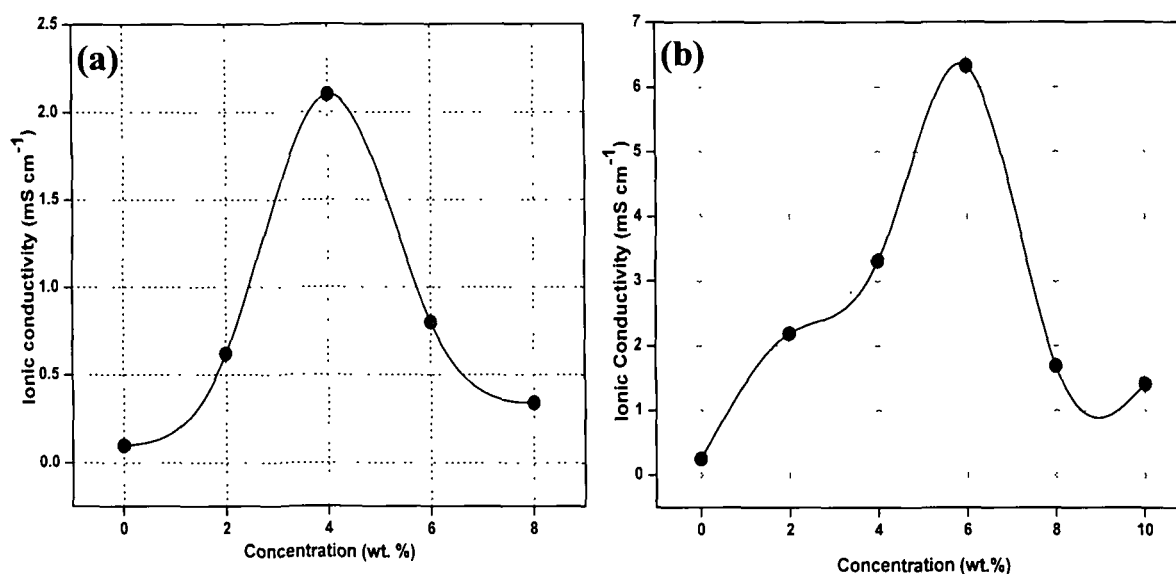 (a)
Ionic conductivity (mS cm⁻¹)
2.5
2.0
1.5
1.0
0.5
0.0
0 2 4 6 8
Concentration (wt. %)
(b)
Ionic Conductivity (mS cm⁻¹)
7
6
5
4
3
2
1
0
0 2 4 6 8 10
Concentration (wt. %)